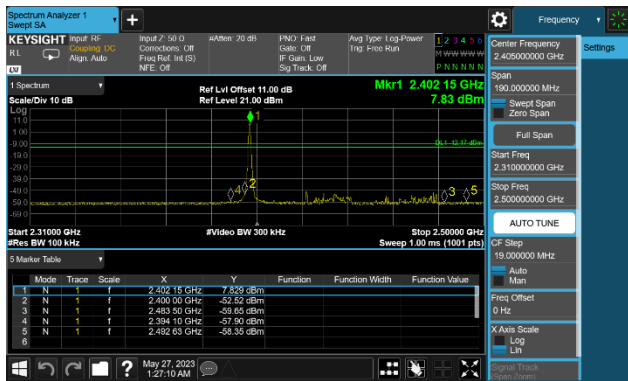 Spectrum Analyzer 1
Swept SA
Frequency
KEYSIGHT
RL
Input: RF
Coupling: DC
Align: Auto
Input Z: 50 Ω
Corrections: Off
Freq Ref: Int (S)
NFE: Off
#Atten: 20 dB
PNO: Fast
Gate: Off
IF Gain: Low
Sig Track: Off
Avg Type: Log-Power
Trig: Free Run
1 2 3 4 5 6
M W W W W W
P N N N N N
LXI
1 Spectrum
Scale/Div 10 dB
Ref Lvl Offset 11.00 dB
Ref Level 21.00 dBm
Mkr1 2.402 15 GHz
7.83 dBm
Log
11.0
1.00
-9.00
-19.0
-29.0
-39.0
-49.0
-59.0
-69.0
1
DL1 -12.17 dBm
4
2
3
5
Start 2.31000 GHz
#Res BW 100 kHz
#Video BW 300 kHz
Stop 2.50000 GHz
Sweep 1.00 ms (1001 pts)
5 Marker Table
Mode Trace Scale X Y Function Function Width Function Value
1 N 1 f 2.402 15 GHz 7.829 dBm
2 N 1 f 2.400 00 GHz -52.52 dBm
3 N 1 f 2.483 50 GHz -59.65 dBm
4 N 1 f 2.394 10 GHz -57.90 dBm
5 N 1 f 2.492 63 GHz -58.35 dBm
6
May 27, 2023
1:27:10 AM
Center Frequency
2.405000000 GHz
Settings
Span
190.000000 MHz
Swept Span
Zero Span
Full Span
Start Freq
2.310000000 GHz
Stop Freq
2.500000000 GHz
AUTO TUNE
CF Step
19.000000 MHz
Auto
Man
Freq Offset
0 Hz
X Axis Scale
Log
Lin
Signal Track
(Span Zoom)